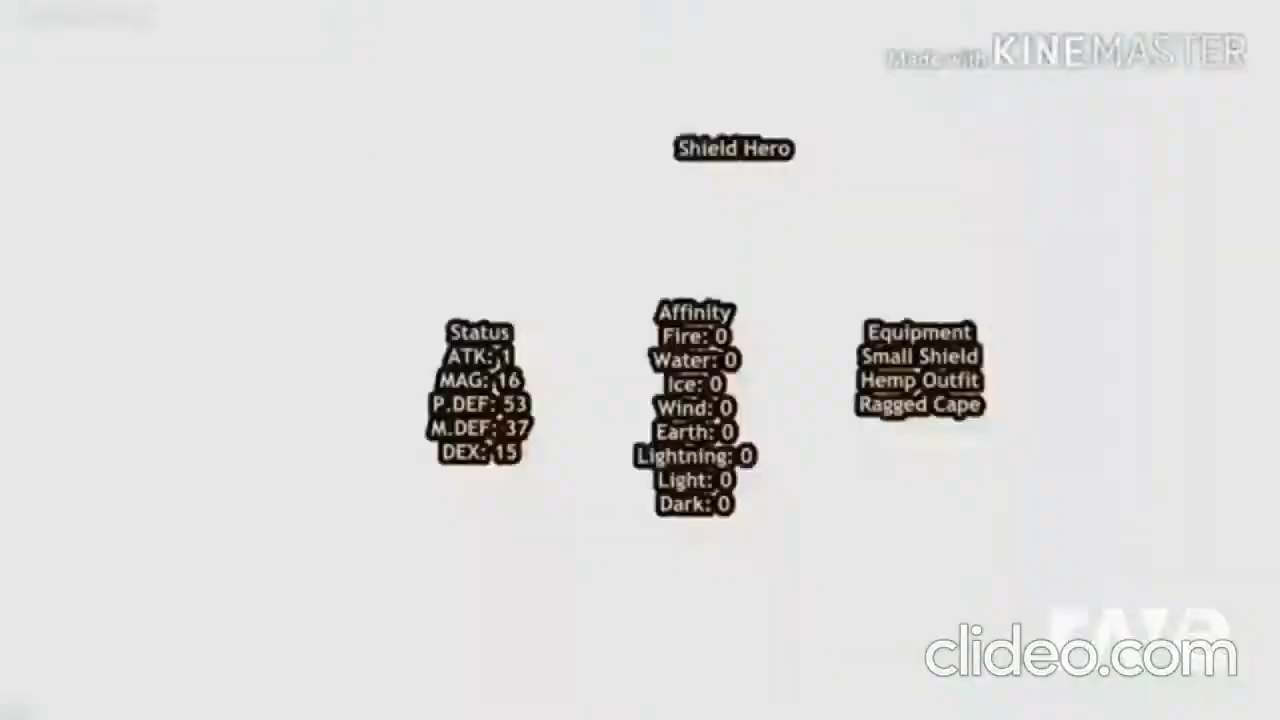 Made with KINEMASTER
Shield Hero
Status
ATK: 1
MAG: 16
P.DEF: 53
M.DEF: 37
DEX: 15
Affinity
Fire: 0
Water: 0
Ice: 0
Wind: 0
Earth: 0
Lightning: 0
Light: 0
Dark: 0
Equipment
Small Shield
Hemp Outfit
Ragged Cape
clideo.com